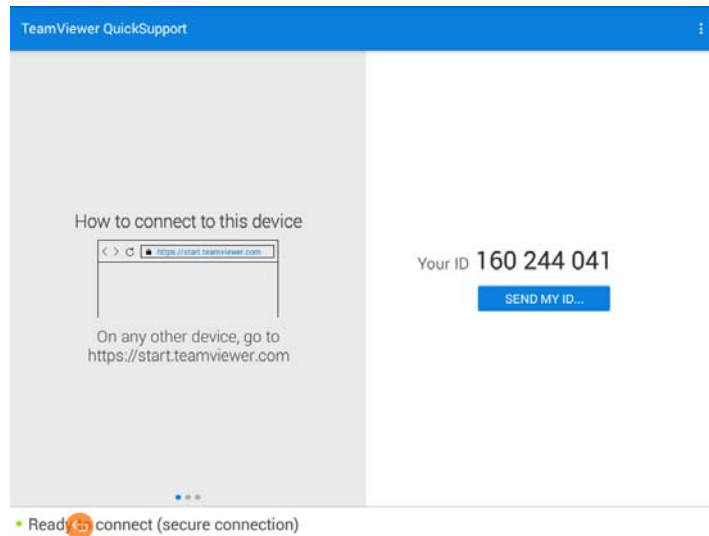 TeamViewer QuickSupport
How to connect to this device
https://start.teamviewer.com
On any other device, go to
https://start.teamviewer.com
Your ID 160 244 041
SEND MY ID...
Ready connect (secure connection)